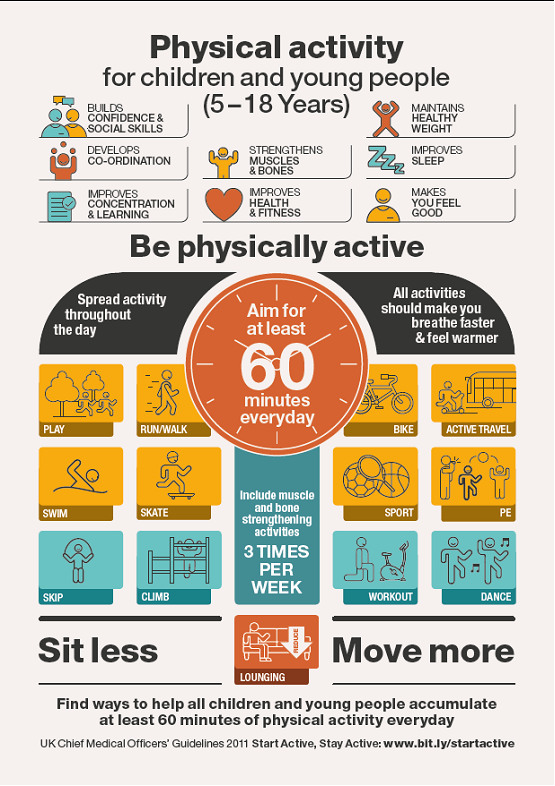 Physical activity
for children and young people
(5–18 Years)
BUILDS
CONFIDENCE &
SOCIAL SKILLS
MAINTAINS
HEALTHY
WEIGHT
DEVELOPS
CO-ORDINATION
STRENGTHENS
MUSCLES
& BONES
IMPROVES
SLEEP
IMPROVES
CONCENTRATION
& LEARNING
IMPROVES
HEALTH
& FITNESS
MAKES
YOU FEEL
GOOD
ZZZ
Be physically active
Spread activity
throughout
the day
Aim for
at least
60
minutes
everyday
All activities
should make you
breathe faster
& feel warmer
PLAY
RUN/WALK
BIKE
ACTIVE TRAVEL
SWIM
SKATE
SPORT
PE
Include muscle
and bone
strengthening
activities
3 TIMES
PER
WEEK
SKIP
CLIMB
WORKOUT
DANCE
Sit less
REDUCE
LOUNGING
Move more
Find ways to help all children and young people accumulate
at least 60 minutes of physical activity everyday
UK Chief Medical Officers' Guidelines 2011 Start Active, Stay Active: www.bit.ly/startactive